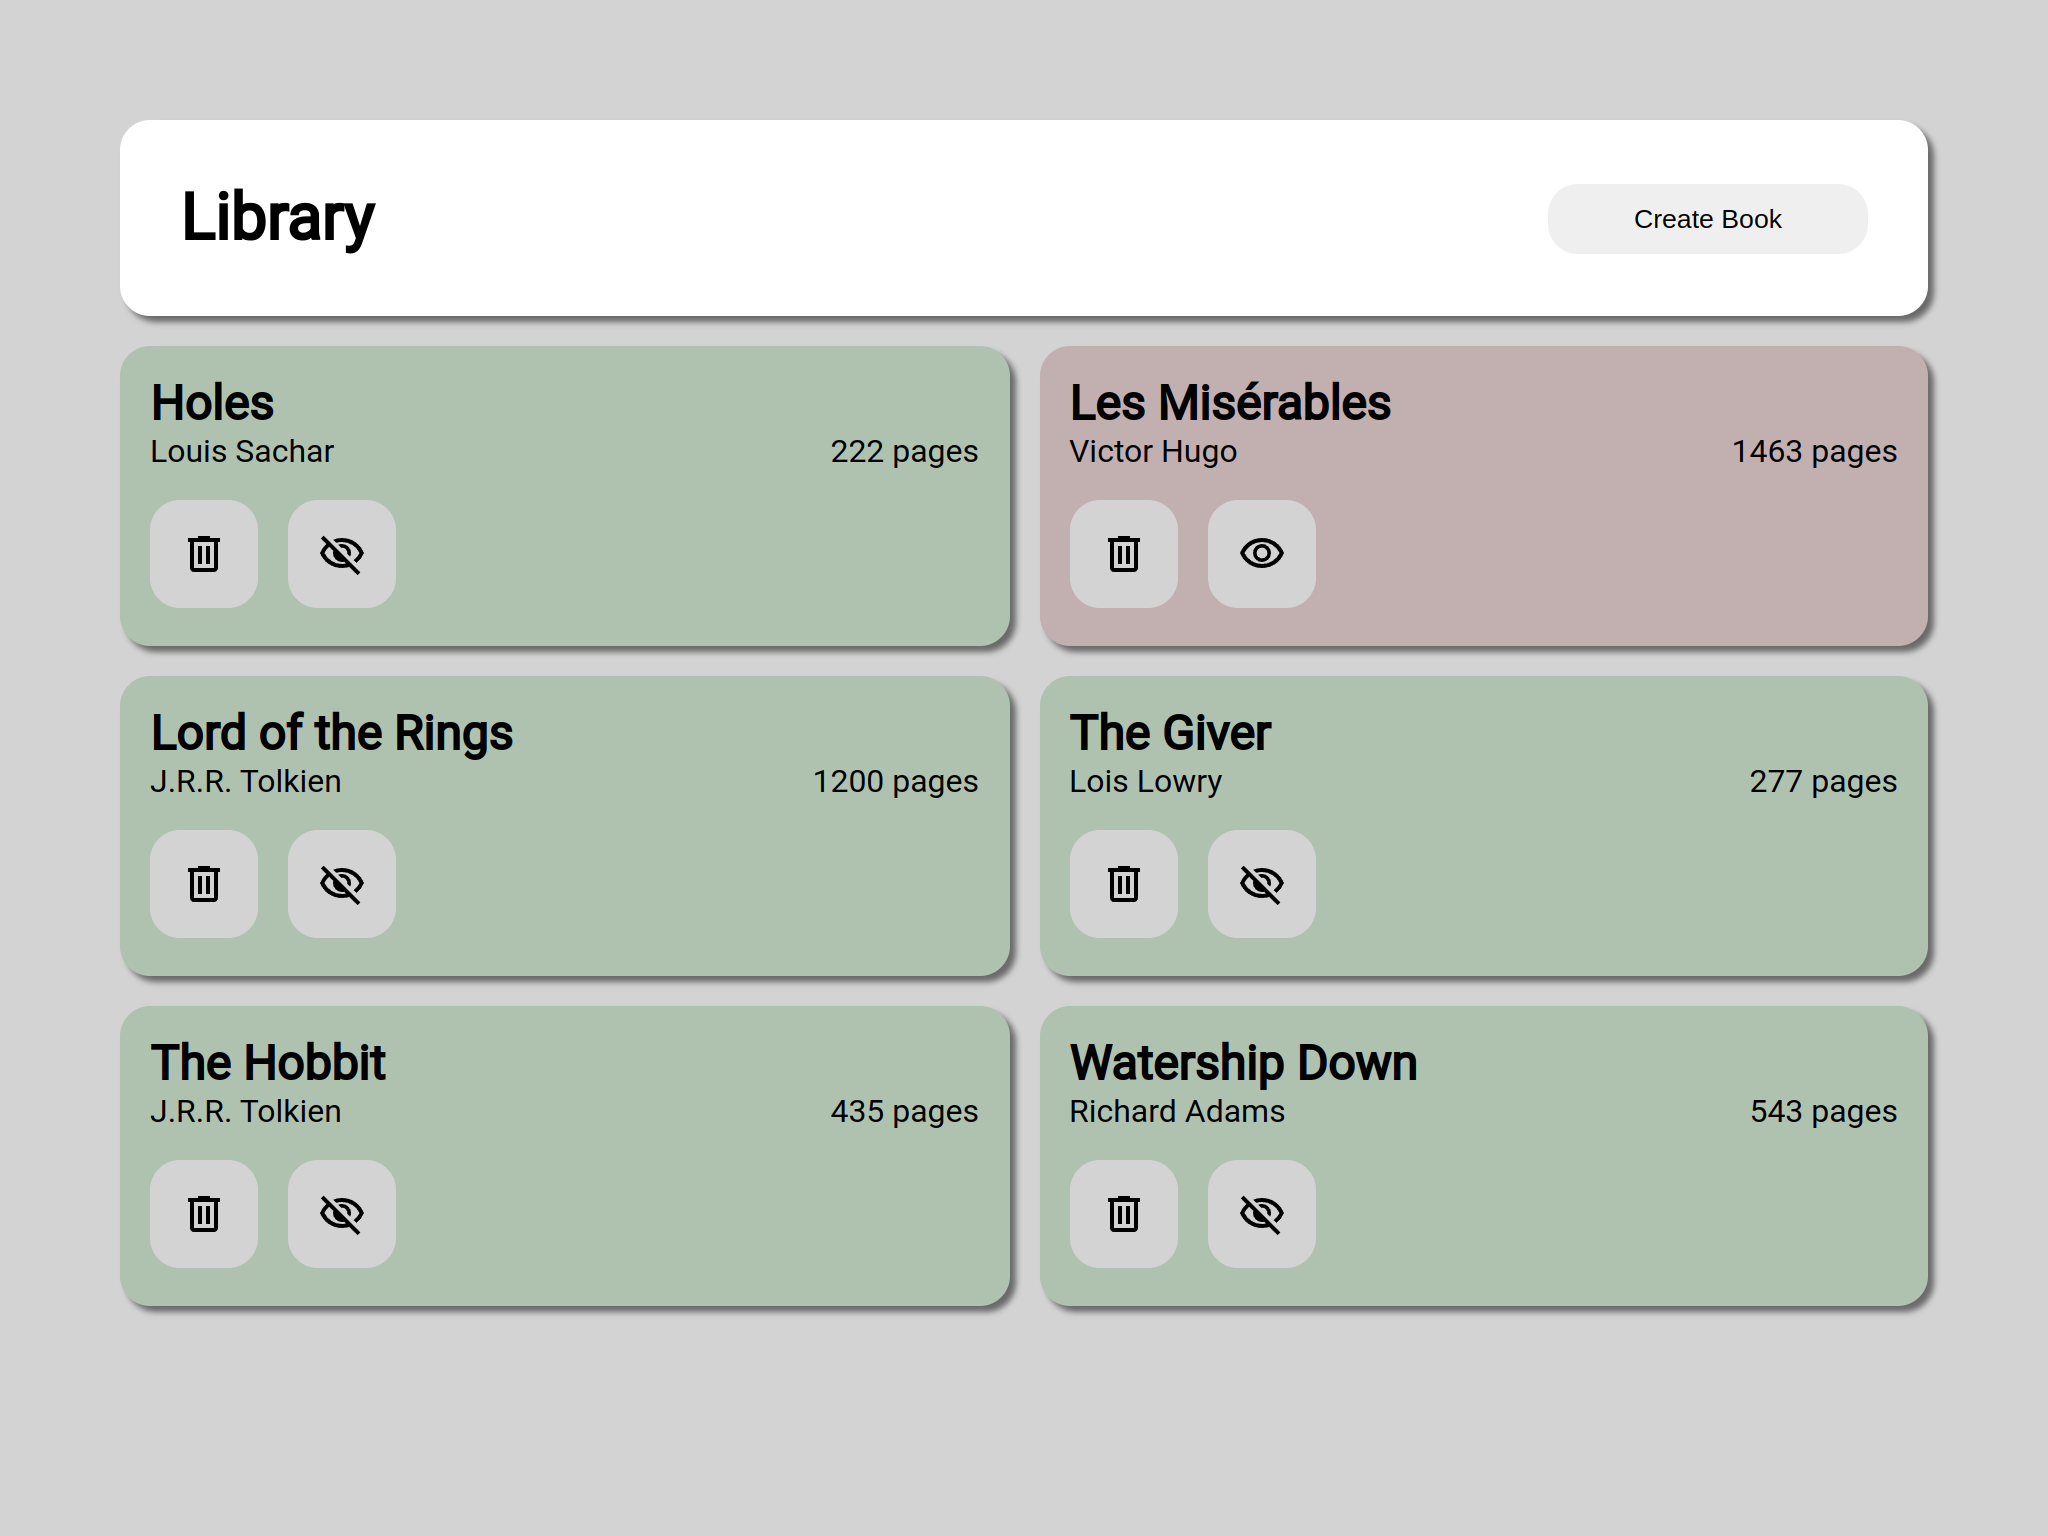 Library
Create Book
Holes
Louis Sachar
222 pages
Les Misérables
Victor Hugo
1463 pages
Lord of the Rings
J.R.R. Tolkien
1200 pages
The Giver
Lois Lowry
277 pages
The Hobbit
J.R.R. Tolkien
435 pages
Watership Down
Richard Adams
543 pages